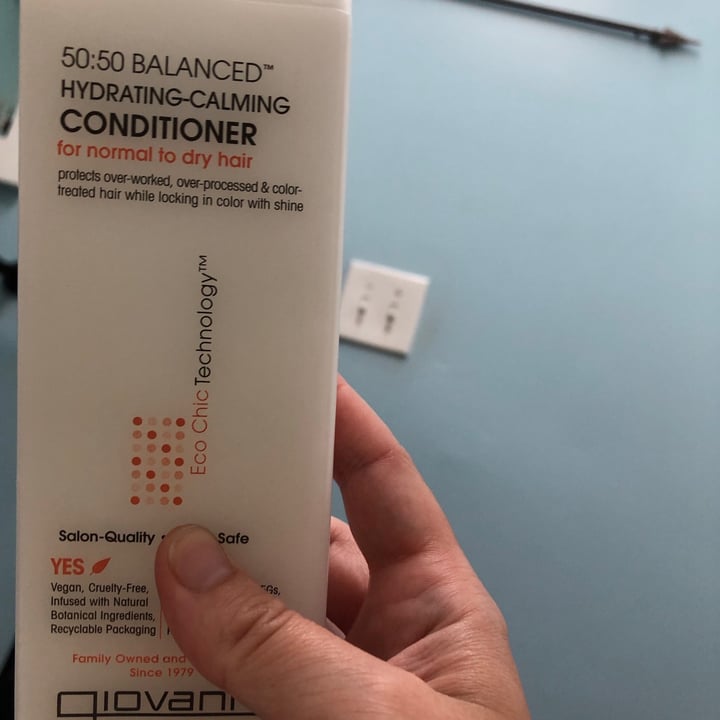 50:50 BALANCED™
HYDRATING-CALMING
CONDITIONER
for normal to dry hair
protects over-worked, over-processed & color-
treated hair while locking in color with shine
Eco Chic Technology™
Salon-Quality Safe
YES
Vegan, Cruelty-Free,
Infused with Natural
Botanical Ingredients,
Recyclable Packaging
Family Owned and
Since 1979
giovanni